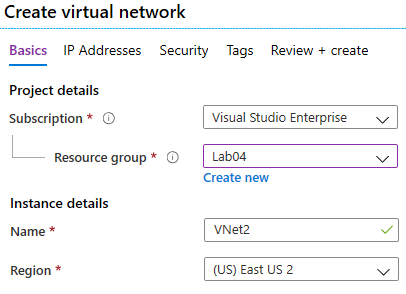 Create virtual network
Basics IP Addresses Security Tags Review + create
Project details
Subscription * Visual Studio Enterprise
Resource group * Lab04
Create new
Instance details
Name * VNet2
Region * (US) East US 2